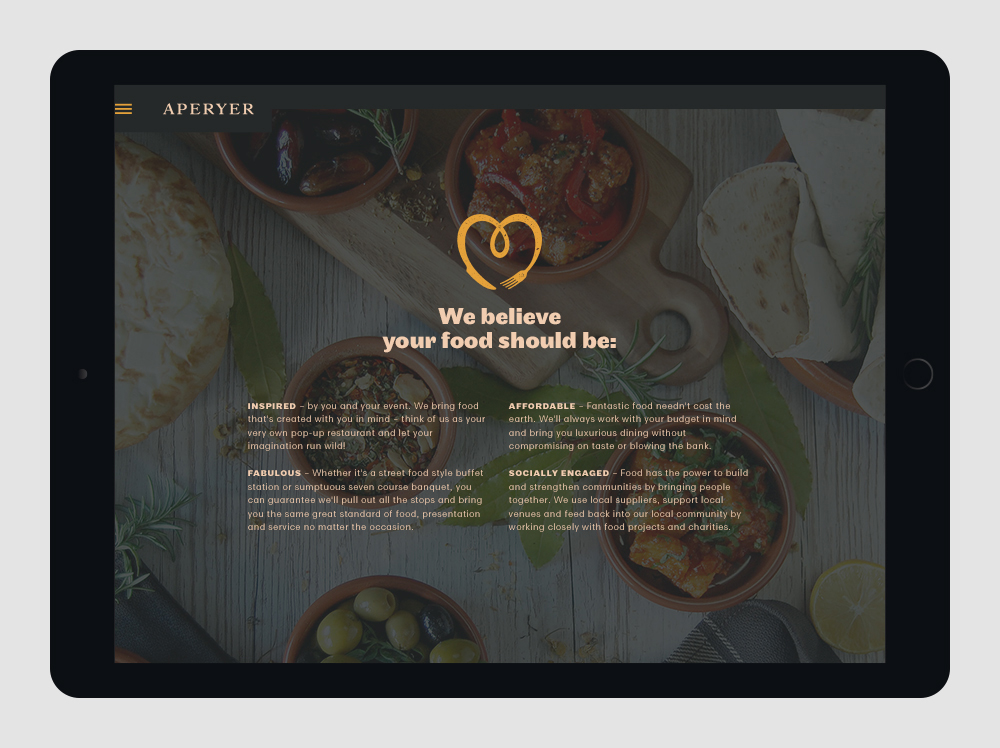 APERYER
We believe
your food should be:
INSPIRED – by you and your event. We bring food
that's created with you in mind – think of us as your
very own pop-up restaurant and let your
imagination run wild!
FABULOUS – Whether it's a street food style buffet
station or sumptuous seven course banquet, you
can guarantee we'll pull out all the stops and bring
you the same great standard of food, presentation
and service no matter the occasion.
AFFORDABLE – Fantastic food needn't cost the
earth. We'll always work with your budget in mind
and bring you luxurious dining without
compromising on taste or blowing the bank.
SOCIALLY ENGAGED – Food has the power to build
and strengthen communities by bringing people
together. We use local suppliers, support local
venues and feed back into our local community by
working closely with food projects and charities.